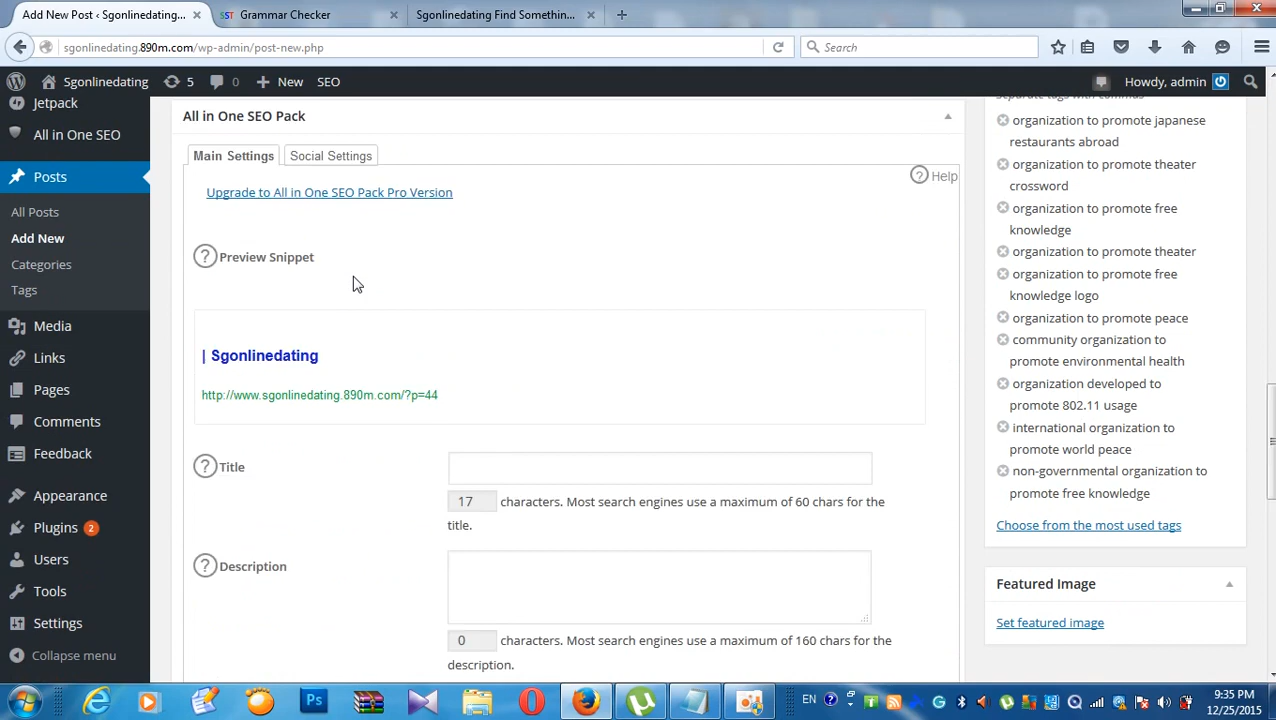 Add New Post ‹ Sgonlinedating...
Grammar Checker
Sgonlinedating Find Somethin...
sgonlinedating.890m.com/wp-admin/post-new.php
Search
Sgonlinedating
5
0
New
SEO
Howdy, admin
Jetpack
All in One SEO
Posts
All Posts
Add New
Categories
Tags
Media
Links
Pages
Comments
Feedback
Appearance
Plugins 2
Users
Tools
Settings
Collapse menu
All in One SEO Pack
Main Settings
Social Settings
Help
Upgrade to All in One SEO Pack Pro Version
Preview Snippet
| Sgonlinedating
http://www.sgonlinedating.890m.com/?p=44
Title
17 characters. Most search engines use a maximum of 60 chars for the
title.
Description
0 characters. Most search engines use a maximum of 160 chars for the
description.
Separate tags with commas
organization to promote japanese
restaurants abroad
organization to promote theater
crossword
organization to promote free
knowledge
organization to promote theater
organization to promote free
knowledge logo
organization to promote peace
community organization to
promote environmental health
organization developed to
promote 802.11 usage
international organization to
promote world peace
non-governmental organization to
promote free knowledge
Choose from the most used tags
Featured Image
Set featured image
EN
9:35 PM
12/25/2015